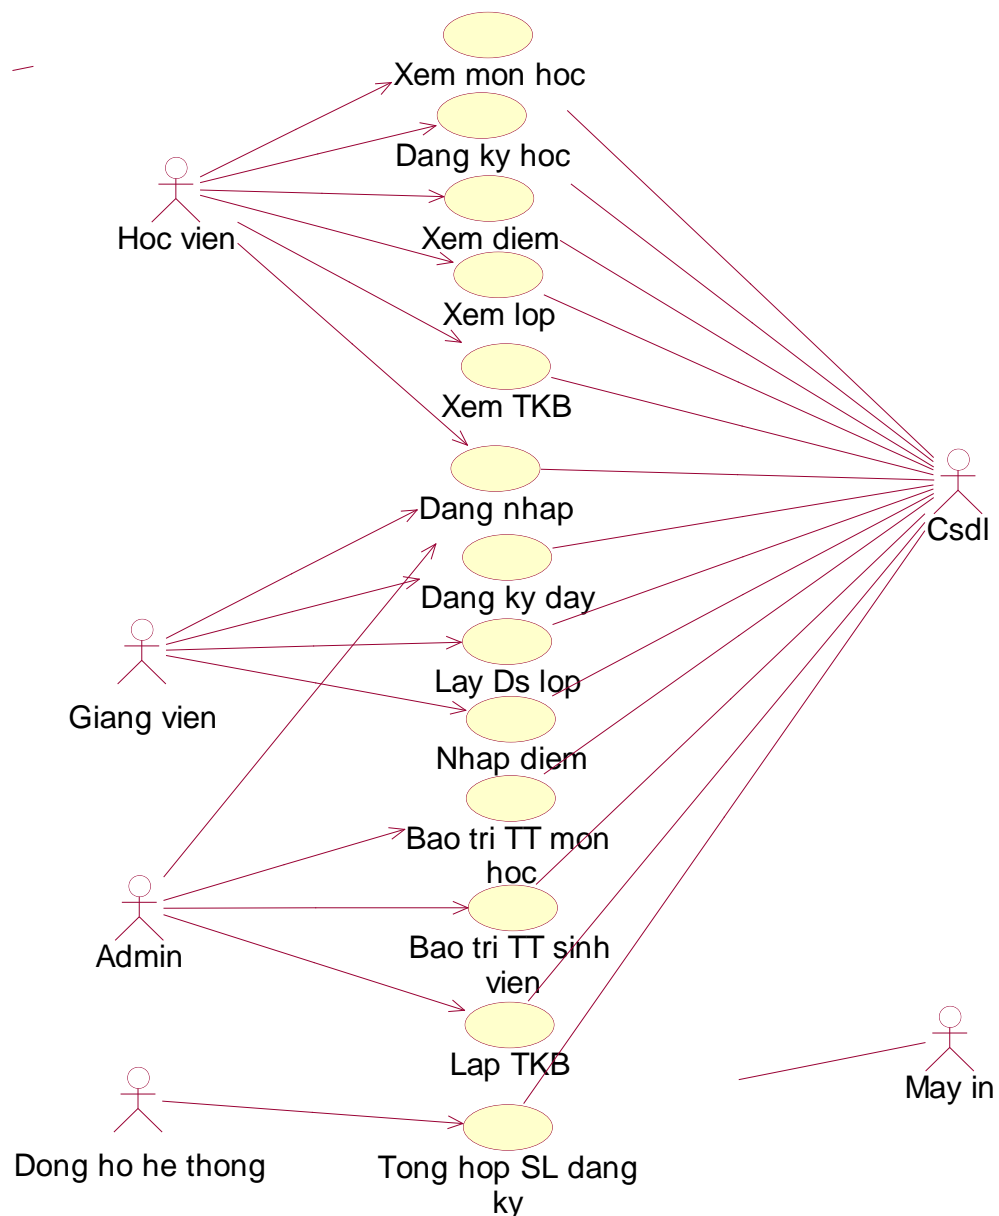 Xem mon hoc
Dang ky hoc
Hoc vien
Xem diem
Xem lop
Xem TKB
Dang nhap
Csdl
Dang ky day
Lay Ds lop
Giang vien
Nhap diem
Bao tri TT mon
hoc
Admin
Bao tri TT sinh
vien
Lap TKB
May in
Dong ho he thong
Tong hop SL dang
ky